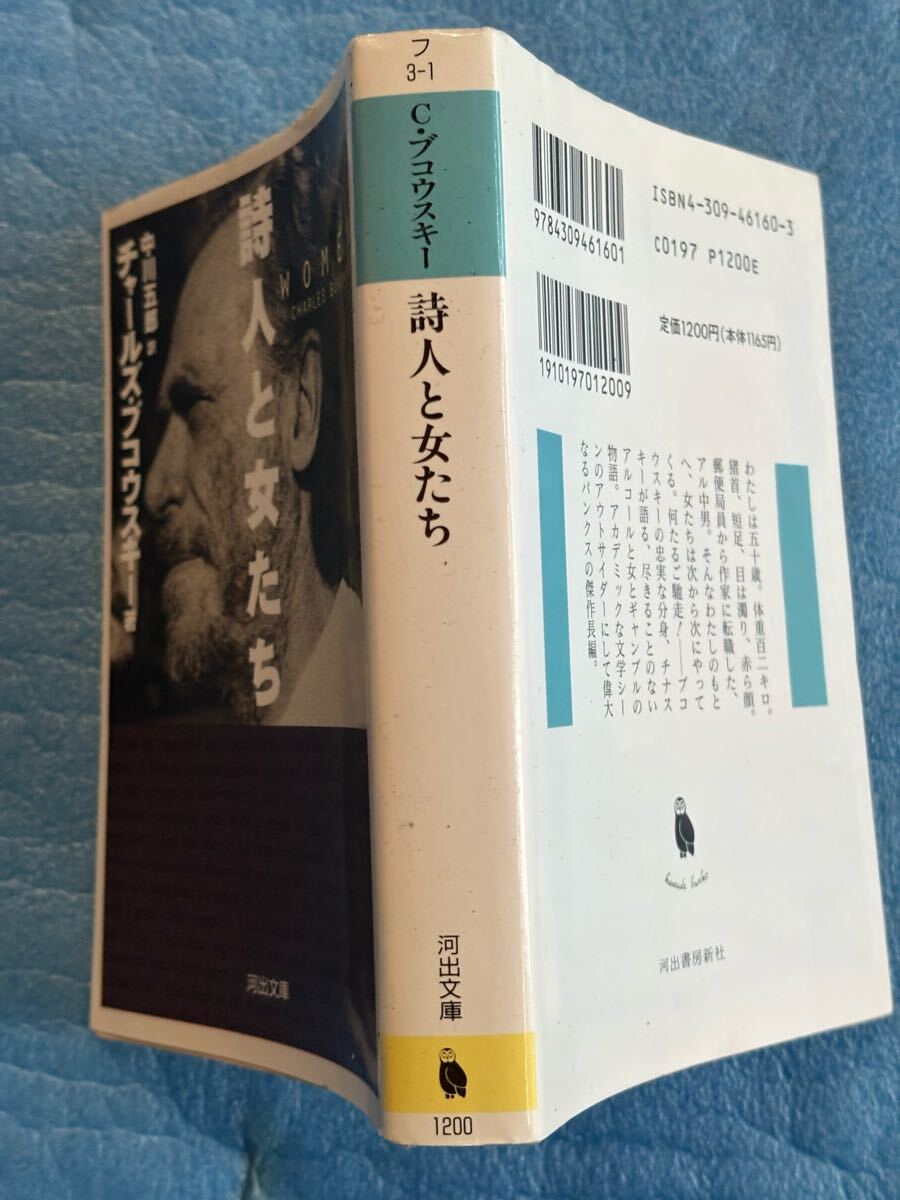 詩人と女たち
WOME
CHARLES BU
中川五郎 訳
チャールズ・ブコウスキー 著
河出文庫
フ
3-1
C・ブコウスキー
詩人と女たち
河出文庫
1200
9784309461601
ISBN4-309-46160-3
C0197 P1200E
1910197012009
定価1200円(本体1165円)
わたしは五十歳。体重百二キロ。
猪首、短足、目は濁り、赤ら顔。
郵便局員から作家に転職した、
アル中男。そんなわたしのもと
へ、女たちは次から次にやって
くる。何たるご馳走!――ブコ
ウスキーの忠実な分身、チナス
キーが語る、尽きることのない
アルコールと女とギャンブルの
物語。アカデミックな文学シー
ンのアウトサイダーにして偉大
なるパンクスの傑作長編。
kawade bunko
河出書房新社